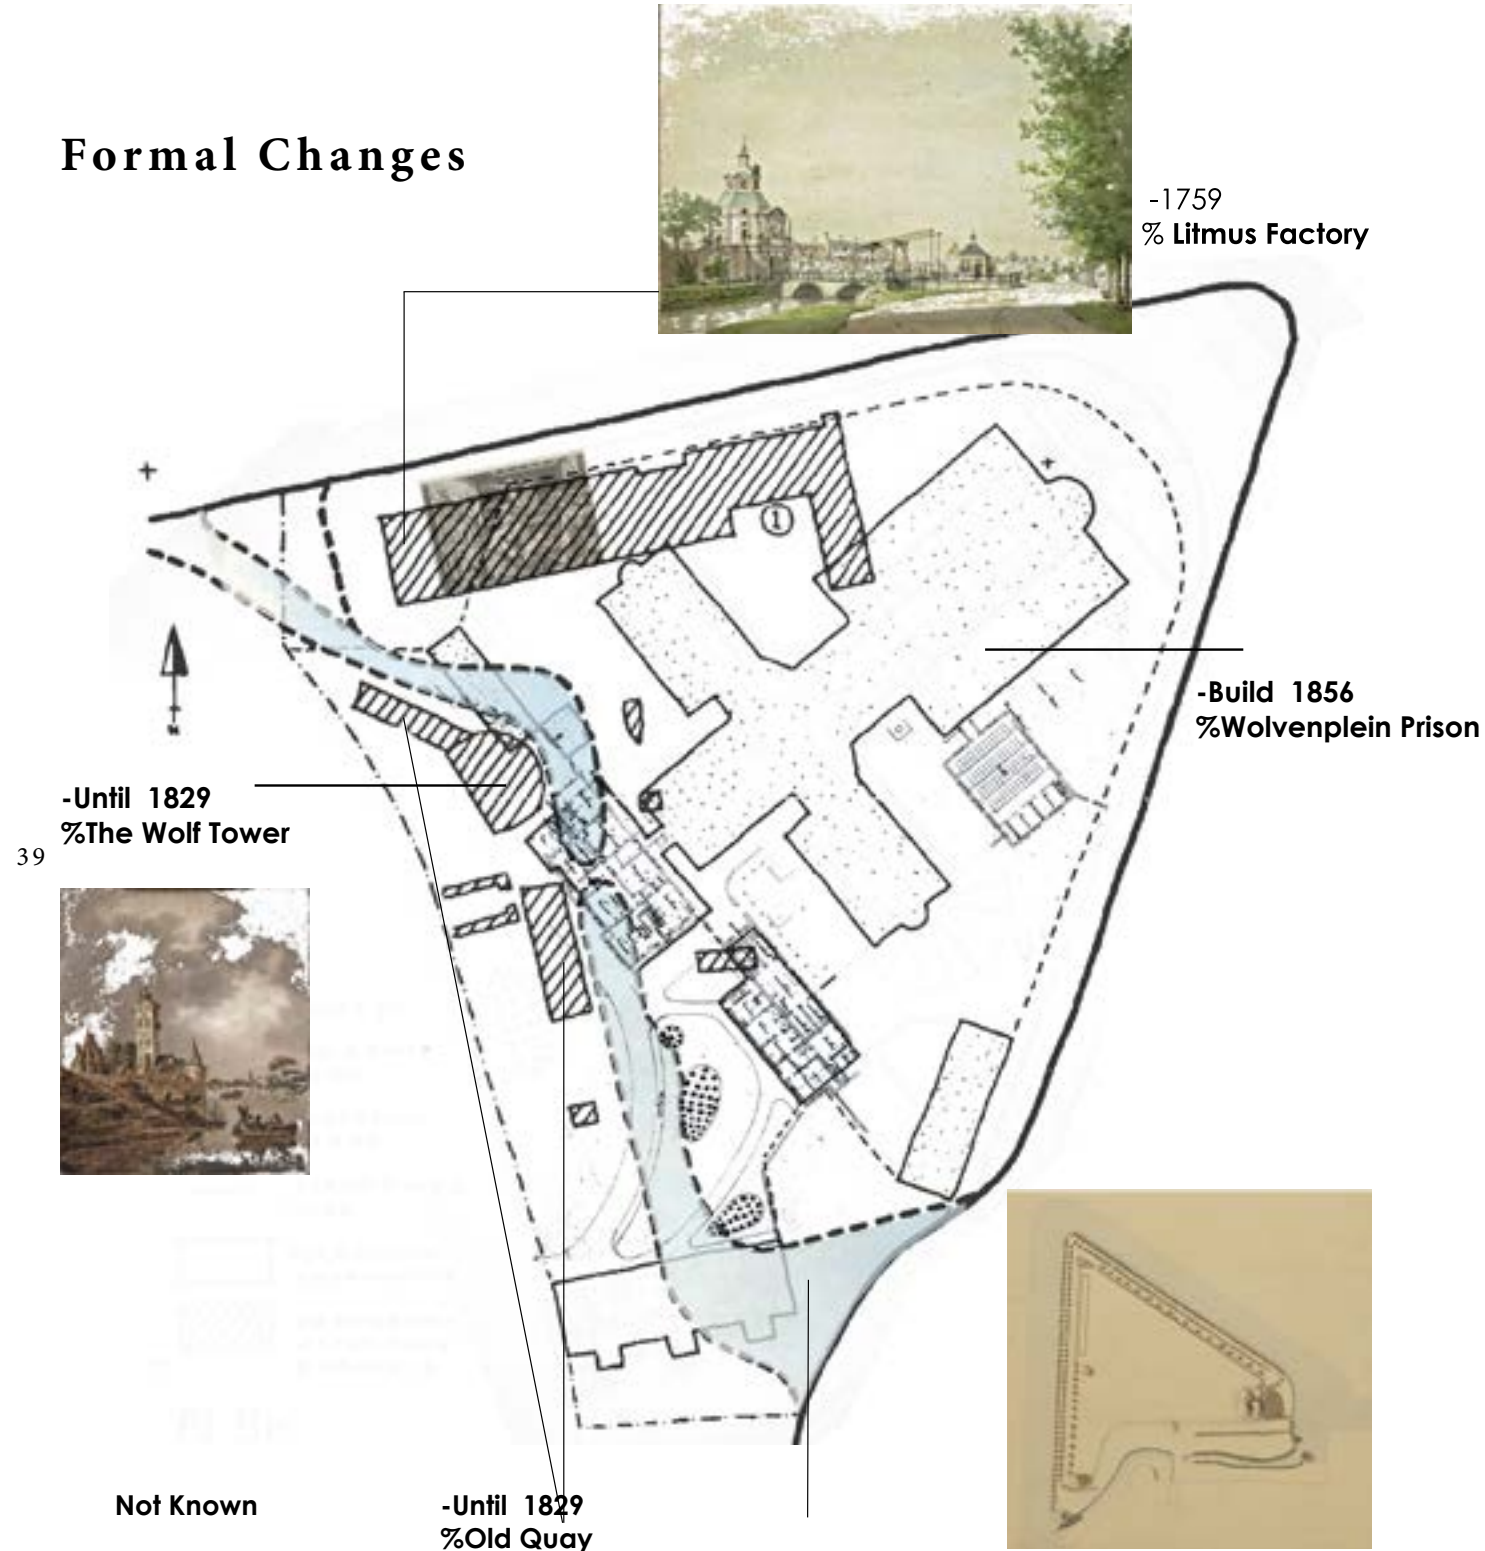 Formal Changes
-1759
% Litmus Factory
1
-Build 1856
%Wolvenplein Prison
-Until 1829
%The Wolf Tower
39
Not Known
-Until 1829
%Old Quay